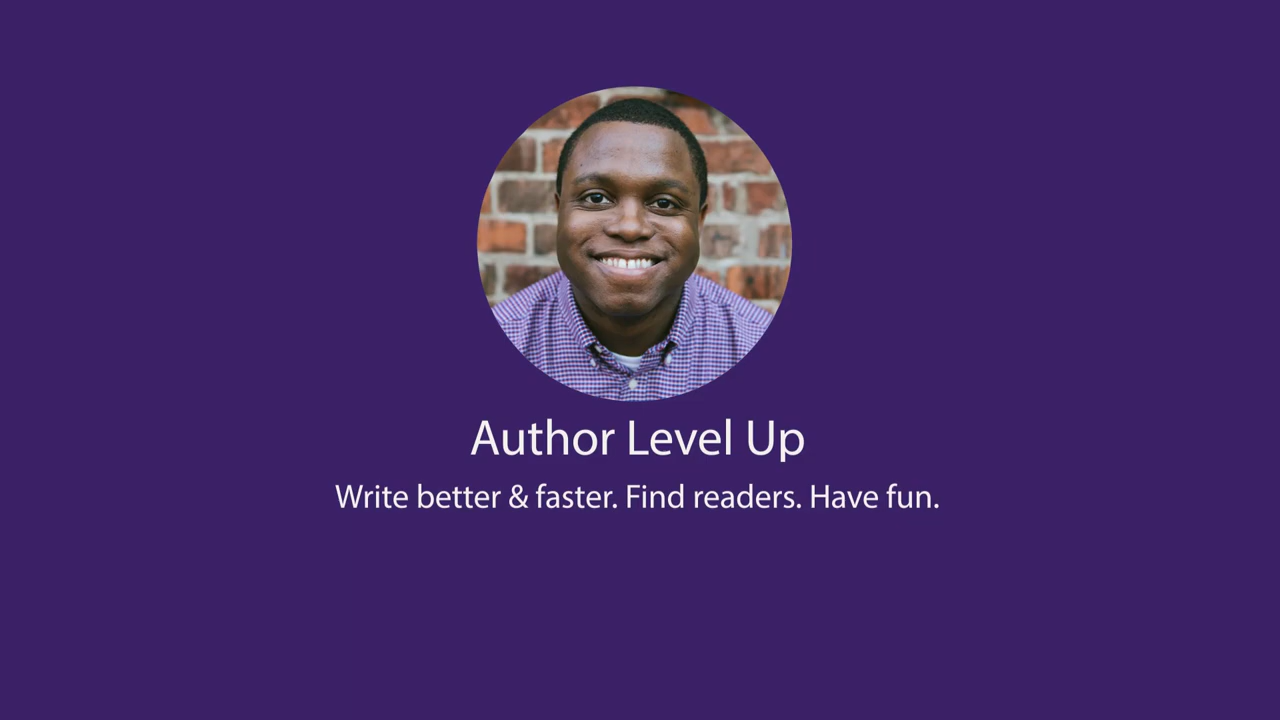 Author Level Up
Write better & faster. Find readers. Have fun.